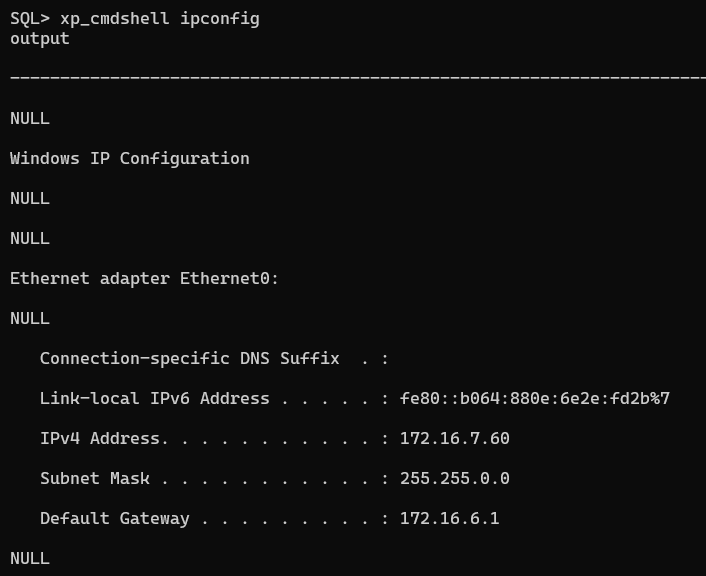 SQL> xp_cmdshell ipconfig
output
--------------------------------------------------------------------------------
NULL
Windows IP Configuration
NULL
NULL
Ethernet adapter Ethernet0:
NULL
   Connection-specific DNS Suffix  . :
   Link-local IPv6 Address . . . . . : fe80::b064:880e:6e2e:fd2b%7
   IPv4 Address. . . . . . . . . . . : 172.16.7.60
   Subnet Mask . . . . . . . . . . . : 255.255.0.0
   Default Gateway . . . . . . . . . : 172.16.6.1
NULL